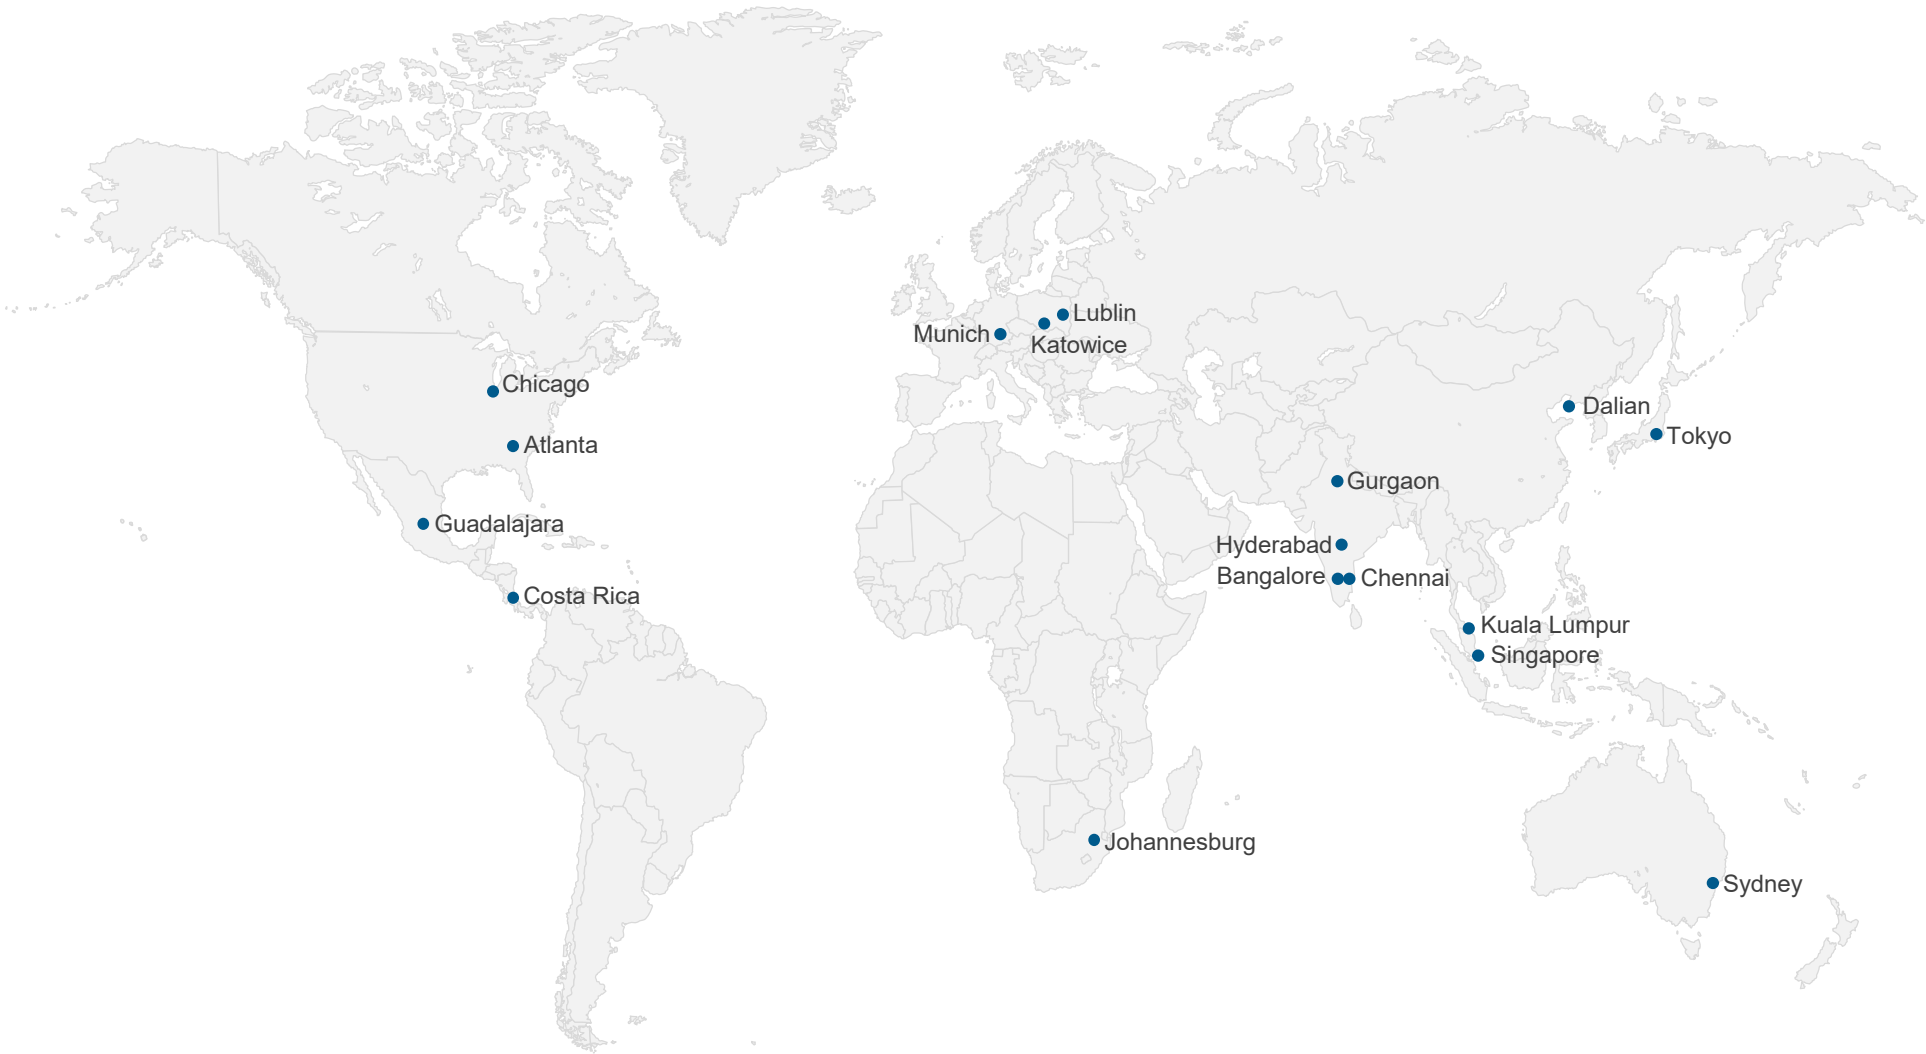 Lublin
Munich
Katowice
Chicago
Dalian
Tokyo
Atlanta
Gurgaon
Guadalajara
Hyderabad
Bangalore
Chennai
Costa Rica
Kuala Lumpur
Singapore
Johannesburg
Sydney